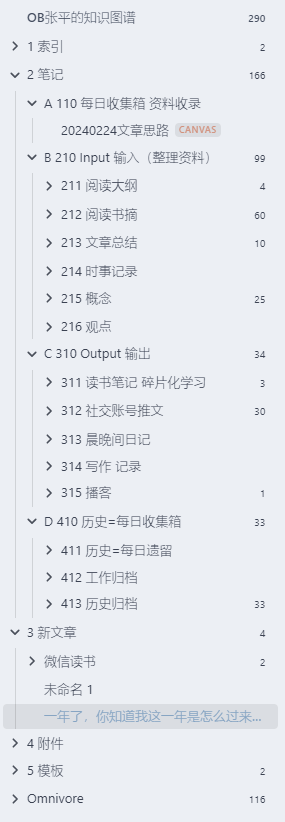 OB张平的知识图谱 290
1 索引 2
2 笔记 166
A 110 每日收集箱 资料收录
20240224文章思路 CANVAS
B 210 Input 输入（整理资料） 99
211 阅读大纲 4
212 阅读书摘 60
213 文章总结 10
214 时事记录
215 概念 25
216 观点
C 310 Output 输出 34
311 读书笔记 碎片化学习 3
312 社交账号推文 30
313 晨晚间日记
314 写作 记录
315 播客 1
D 410 历史=每日收集箱 33
411 历史=每日遗留
412 工作归档
413 历史归档 33
3 新文章 4
微信读书 2
未命名 1
一年了，你知道我这一年是怎么过来...
4 附件
5 模板 2
Omnivore 116